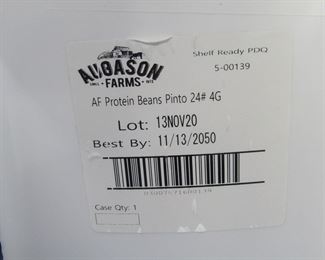 Shelf Ready PDQ
5-00139
AUGASON
FARMS
AF Protein Beans Pinto 24# 4G
Lot: 13NOV20
Best By: 11/13/2050
Case Qty: 1